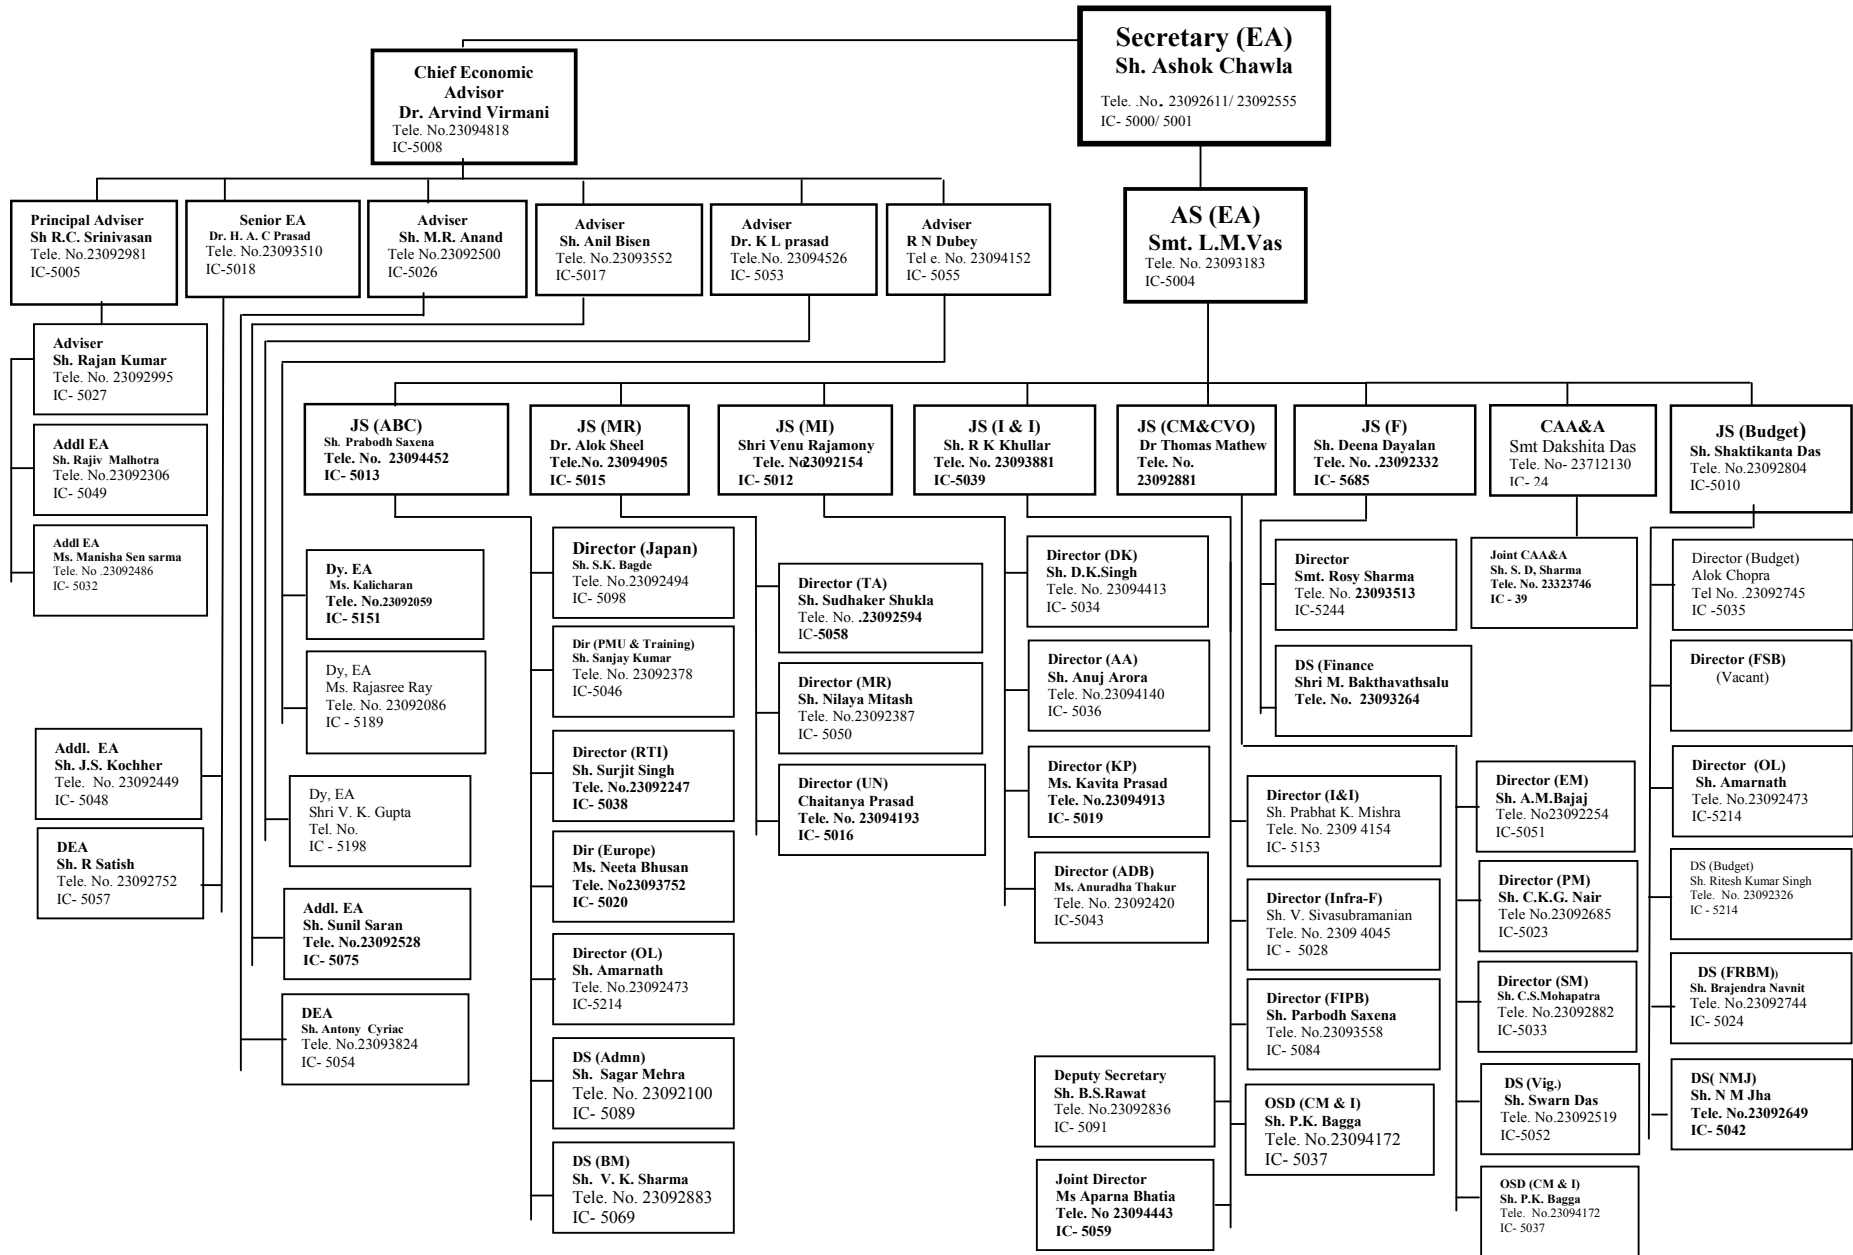 Secretary (EA)
Sh. Ashok Chawla
Tele. .No. 23092611/ 23092555
IC- 5000/ 5001
Chief Economic
Advisor
Dr. Arvind Virmani
Tele. No.23094818
IC-5008
AS (EA)
Smt. L.M.Vas
Tele. No. 23093183
IC-5004
Principal Adviser
Sh R.C. Srinivasan
Tele. No.23092981
IC-5005
Senior EA
Dr. H. A. C Prasad
Tele. No.23093510
IC-5018
Adviser
Sh. M.R. Anand
Tele No.23092500
IC-5026
Adviser
Sh. Anil Bisen
Tele. No.23093552
IC-5017
Adviser
Dr. K L prasad
Tele.No. 23094526
IC- 5053
Adviser
R N Dubey
Tel e. No. 23094152
IC- 5055
Adviser
Sh. Rajan Kumar
Tele. No. 23092995
IC- 5027
Addl EA
Sh. Rajiv Malhotra
Tele. No. 23092306
IC- 5049
Addl EA
Ms. Manisha Sen sarma
Tele. No .23092486
IC- 5032
Addl. EA
Sh. J.S. Kochher
Tele. No. 23092449
IC- 5048
DEA
Sh. R Satish
Tele. No. 23092752
IC- 5057
Dy. EA
Ms. Kalicharan
Tele. No.23092059
IC- 5151
Dy, EA
Ms. Rajasree Ray
Tele. No. 23092086
IC - 5189
Dy, EA
Shri V. K. Gupta
Tel. No.
IC - 5198
Addl. EA
Sh. Sunil Saran
Tele. No.23092528
IC- 5075
DEA
Sh. Antony Cyriac
Tele. No.23093824
IC- 5054
JS (ABC)
Sh. Prabodh Saxena
Tele. No. 23094452
IC- 5013
JS (MR)
Dr. Alok Sheel
Tele.No. 23094905
IC- 5015
JS (MI)
Shri Venu Rajamony
Tele. No23092154
IC- 5012
JS (I & I)
Sh. R K Khullar
Tele. No. 23093881
IC-5039
JS (CM&CVO)
Dr Thomas Mathew
Tele. No.
23092881
JS (F)
Sh. Deena Dayalan
Tele. No. .23092332
IC- 5685
CAA&A
Smt Dakshita Das
Tele. No- 23712130
IC- 24
JS (Budget)
Sh. Shaktikanta Das
Tele. No.23092804
IC-5010
Director (Japan)
Sh. S.K. Bagde
Tele. No.23092494
IC- 5098
Dir (PMU & Training)
Sh. Sanjay Kumar
Tele. No. 23092378
IC-5046
Director (RTI)
Sh. Surjit Singh
Tele. No.23092247
IC- 5038
Dir (Europe)
Ms. Neeta Bhusan
Tele. No23093752
IC- 5020
Director (OL)
Sh. Amarnath
Tele. No.23092473
IC-5214
DS (Admn)
Sh. Sagar Mehra
Tele. No. 23092100
IC- 5089
DS (BM)
Sh. V. K. Sharma
Tele. No. 23092883
IC- 5069
Director (TA)
Sh. Sudhaker Shukla
Tele. No. .23092594
IC-5058
Director (MR)
Sh. Nilaya Mitash
Tele. No.23092387
IC - 5050
Director (UN)
Chaitanya Prasad
Tele. No. 23094193
IC- 5016
Director (DK)
Sh. D.K.Singh
Tele. No. 23094413
IC - 5034
Director (AA)
Sh. Anuj Arora
Tele. No.23094140
IC - 5036
Director (KP)
Ms. Kavita Prasad
Tele. No.23094913
IC- 5019
Director (ADB)
Ms. Anuradha Thakur
Tele. No. 23092420
IC-5043
Deputy Secretary
Sh. B.S.Rawat
Tele. No.23092836
IC- 5091
Joint Director
Ms Aparna Bhatia
Tele. No 23094443
IC- 5059
Director (I&I)
Sh. Prabhat K. Mishra
Tele. No. 2309 4154
IC- 5153
Director (Infra-F)
Sh. V. Sivasubramanian
Tele. No. 2309 4045
IC - 5028
Director (FIPB)
Sh. Parbodh Saxena
Tele. No.23093558
IC- 5084
OSD (CM & I)
Sh. P.K. Bagga
Tele. No.23094172
IC- 5037
Director
Smt. Rosy Sharma
Tele. No. 23093513
IC-5244
DS (Finance
Shri M. Bakthavathsalu
Tele. No. 23093264
Director (EM)
Sh. A.M.Bajaj
Tele. No23092254
IC-5051
Director (PM)
Sh. C.K.G. Nair
Tele No.23092685
IC-5023
Director (SM)
Sh. C.S.Mohapatra
Tele. No.23092882
IC-5033
DS (Vig.)
Sh. Swarn Das
Tele. No.23092519
IC-5052
OSD (CM & I)
Sh. P.K. Bagga
Tele. No.23094172
IC- 5037
Joint CAA&A
Sh. S. D, Sharma
Tele. No. 23323746
IC - 39
Director (Budget)
Alok Chopra
Tel No. .23092745
IC -5035
Director (FSB)
(Vacant)
Director (OL)
Sh. Amarnath
Tele. No.23092473
IC-5214
DS (Budget)
Sh. Ritesh Kumar Singh
Tele. No. 23092326
IC - 5214
DS (FRBM))
Sh. Brajendra Navnit
Tele. No.23092744
IC- 5024
DS( NMJ)
Sh. N M Jha
Tele. No.23092649
IC- 5042